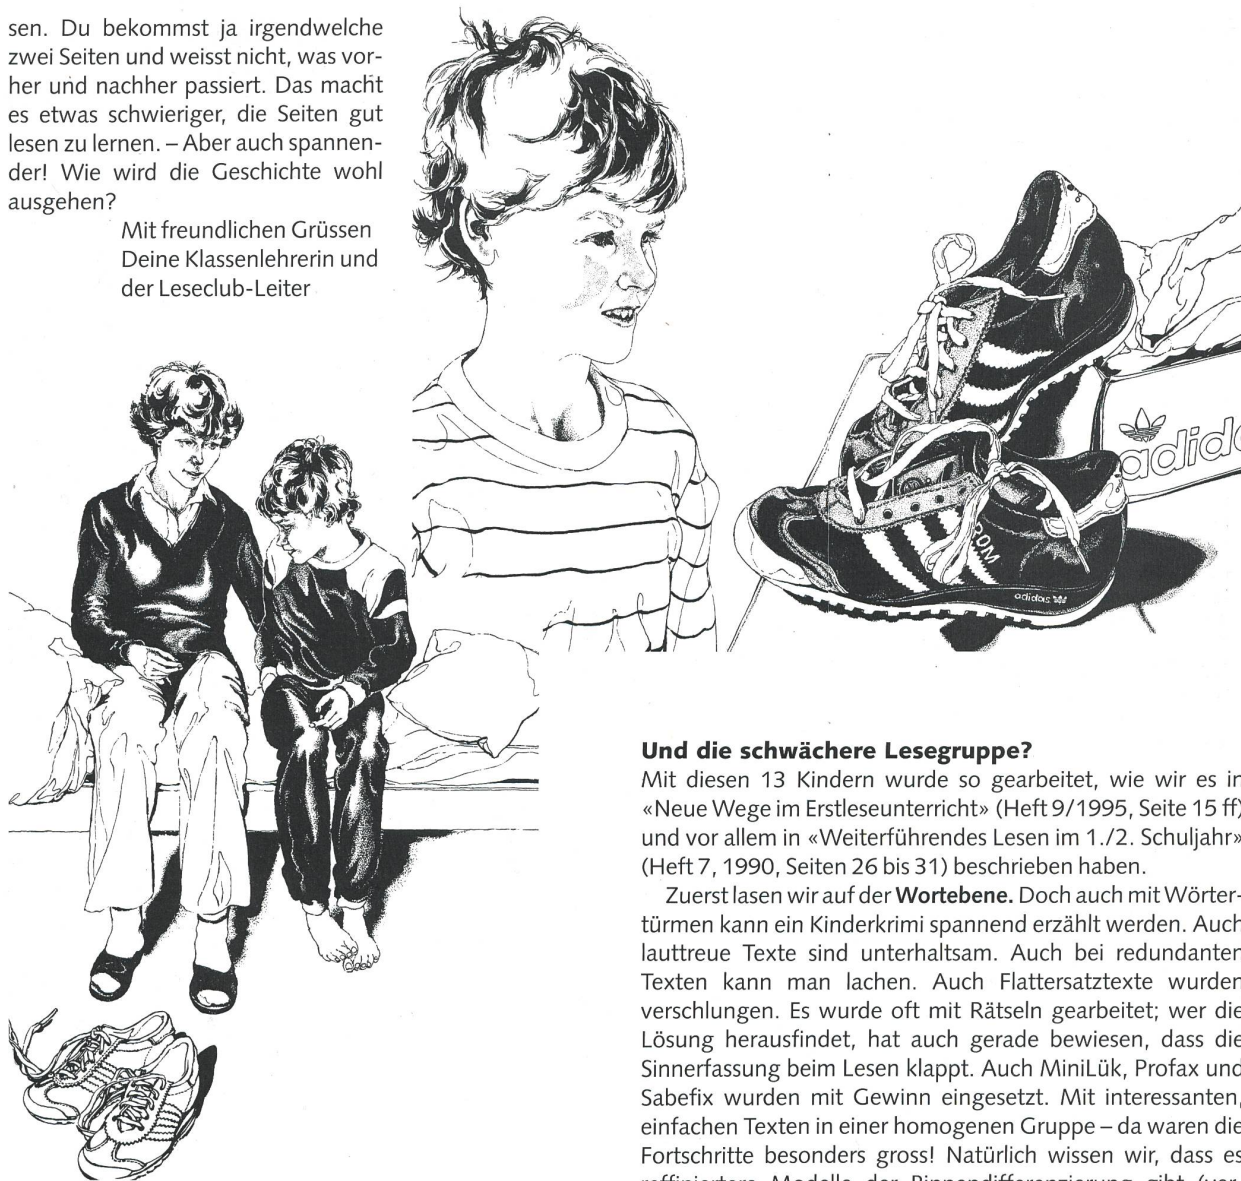 sen. Du bekommst ja irgendwelche
zwei Seiten und weisst nicht, was vor-
her und nachher passiert. Das macht
es etwas schwieriger, die Seiten gut
lesen zu lernen. – Aber auch spannen-
der! Wie wird die Geschichte wohl
ausgehen?
Mit freundlichen Grüssen
Deine Klassenlehrerin und
der Leseclub-Leiter
adidas
ROM
adidas
Und die schwächere Lesegruppe?
Mit diesen 13 Kindern wurde so gearbeitet, wie wir es in
«Neue Wege im Erstleseunterricht» (Heft 9/1995, Seite 15 ff)
und vor allem in «Weiterführendes Lesen im 1./2. Schuljahr»
(Heft 7, 1990, Seiten 26 bis 31) beschrieben haben.
Zuerst lasen wir auf der Wortebene. Doch auch mit Wörter-
türmen kann ein Kinderkrimi spannend erzählt werden. Auch
lauttreue Texte sind unterhaltsam. Auch bei redundanten
Texten kann man lachen. Auch Flattersatztexte wurden
verschlungen. Es wurde oft mit Rätseln gearbeitet; wer die
Lösung herausfindet, hat auch gerade bewiesen, dass die
Sinnerfassung beim Lesen klappt. Auch MiniLük, Profax und
Sabefix wurden mit Gewinn eingesetzt. Mit interessanten,
einfachen Texten in einer homogenen Gruppe – da waren die
Fortschritte besonders gross! Natürlich wissen wir, dass es
raffiniertere Modelle der Binnendifferenzierung gibt (ver-